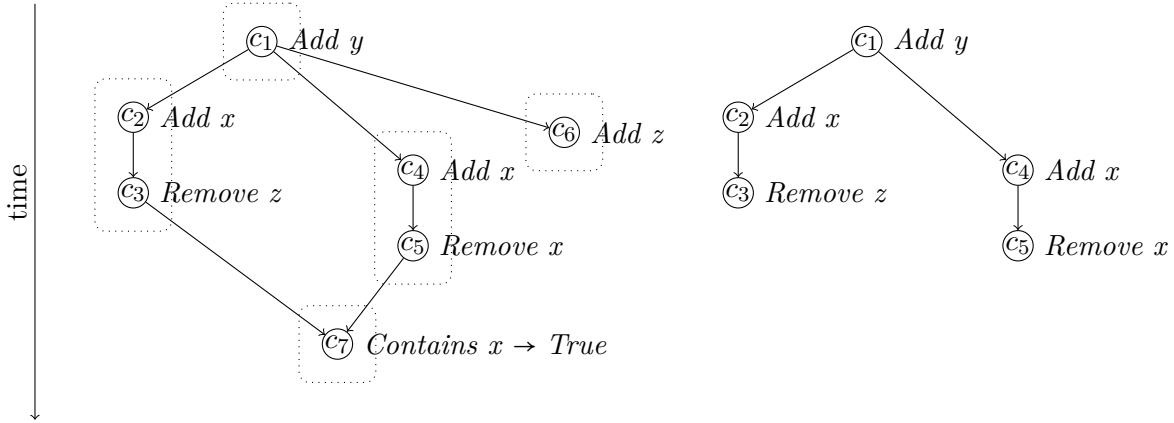 c1 Add y
c1 Add y
c2 Add x
c2 Add x
c6 Add z
c4 Add x
c4 Add x
c3 Remove z
c3 Remove z
c5 Remove x
c5 Remove x
c7 Contains x → True
time